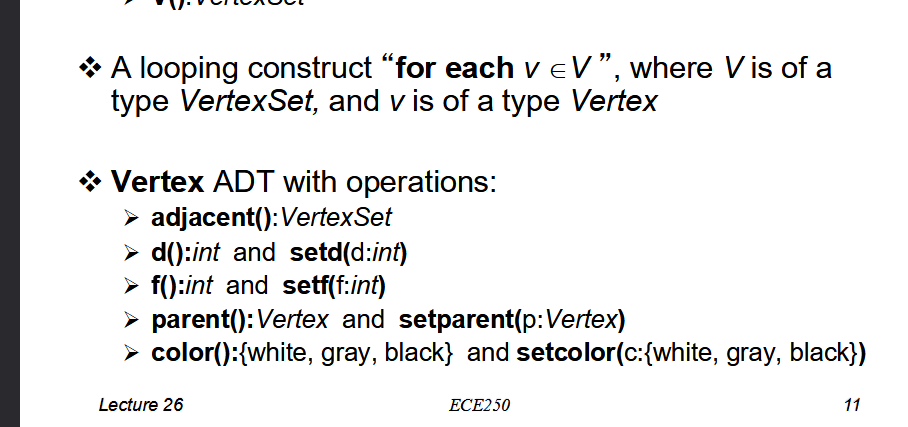 V():VertexSet
❖ A looping construct “for each v ∈V ”, where V is of a
type VertexSet, and v is of a type Vertex
❖ Vertex ADT with operations:
➢ adjacent():VertexSet
➢ d():int and setd(d:int)
➢ f():int and setf(f:int)
➢ parent():Vertex and setparent(p:Vertex)
➢ color():{white, gray, black} and setcolor(c:{white, gray, black})
Lecture 26 ECE250 11